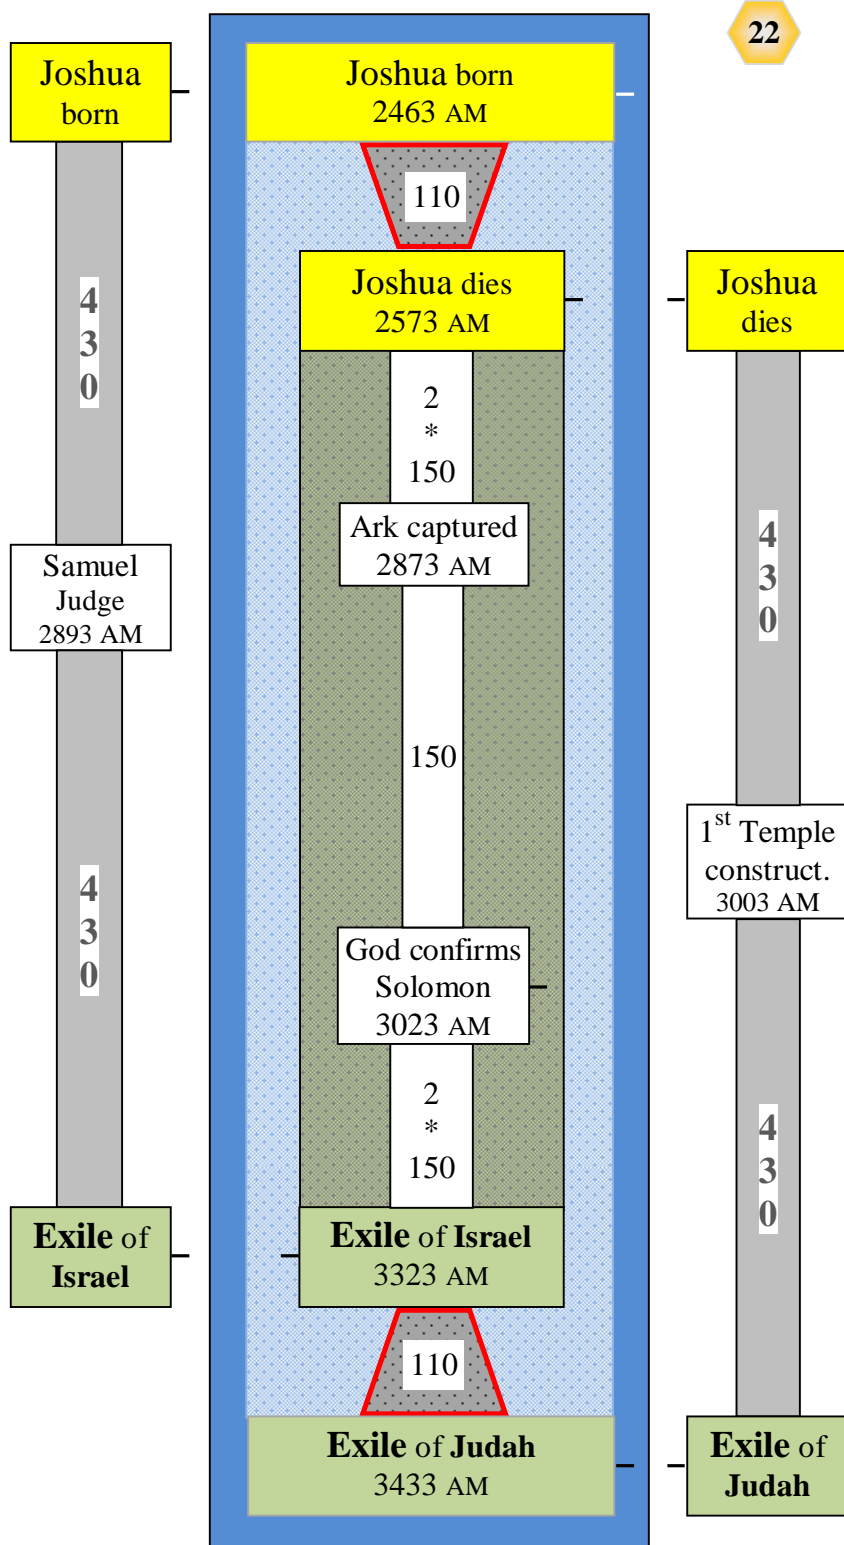 22
Joshua
born
4
3
0
Samuel
Judge
2893 AM
4
3
0
Exile of
Israel
Joshua born
2463 AM
110
Joshua dies
2573 AM
2
*
150
Ark captured
2873 AM
150
God confirms
Solomon
3023 AM
2
*
150
Exile of Israel
3323 AM
110
Exile of Judah
3433 AM
Joshua
dies
4
3
0
1st Temple
construct.
3003 AM
4
3
0
Exile of
Judah